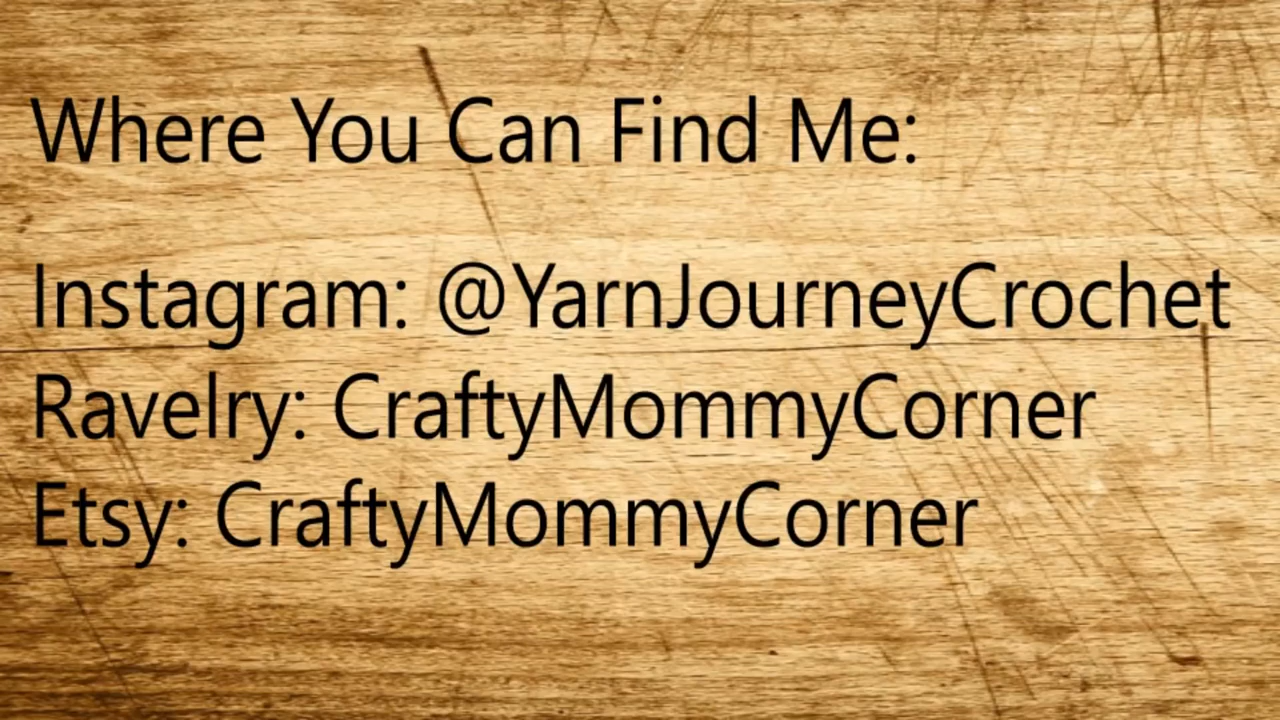 Where You Can Find Me:
Instagram: @YarnJourneyCrochet
Ravelry: CraftyMommyCorner
Etsy: CraftyMommyCorner